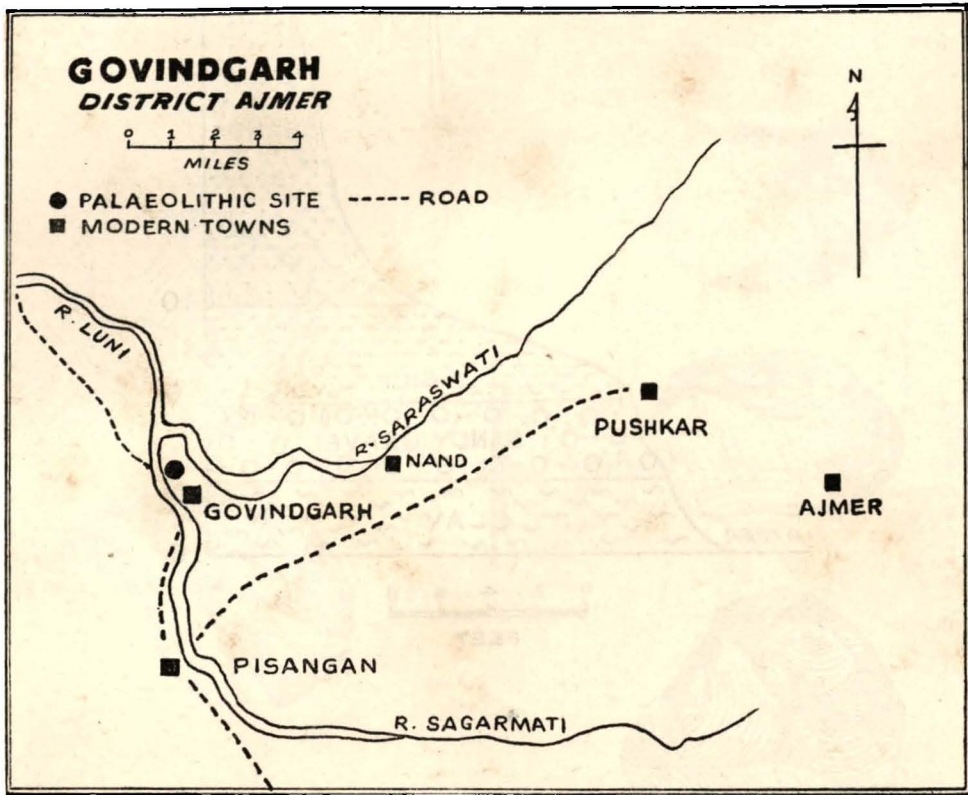 GOVINDGARH
DISTRICT AJMER
0 1 2 3 4
MILES
PALAEOLITHIC SITE ROAD
MODERN TOWNS
N
R. LUNI
R. SARASWATI
PUSHKAR
NAND
AJMER
GOVINDGARH
PISANGAN
R. SAGARMATI